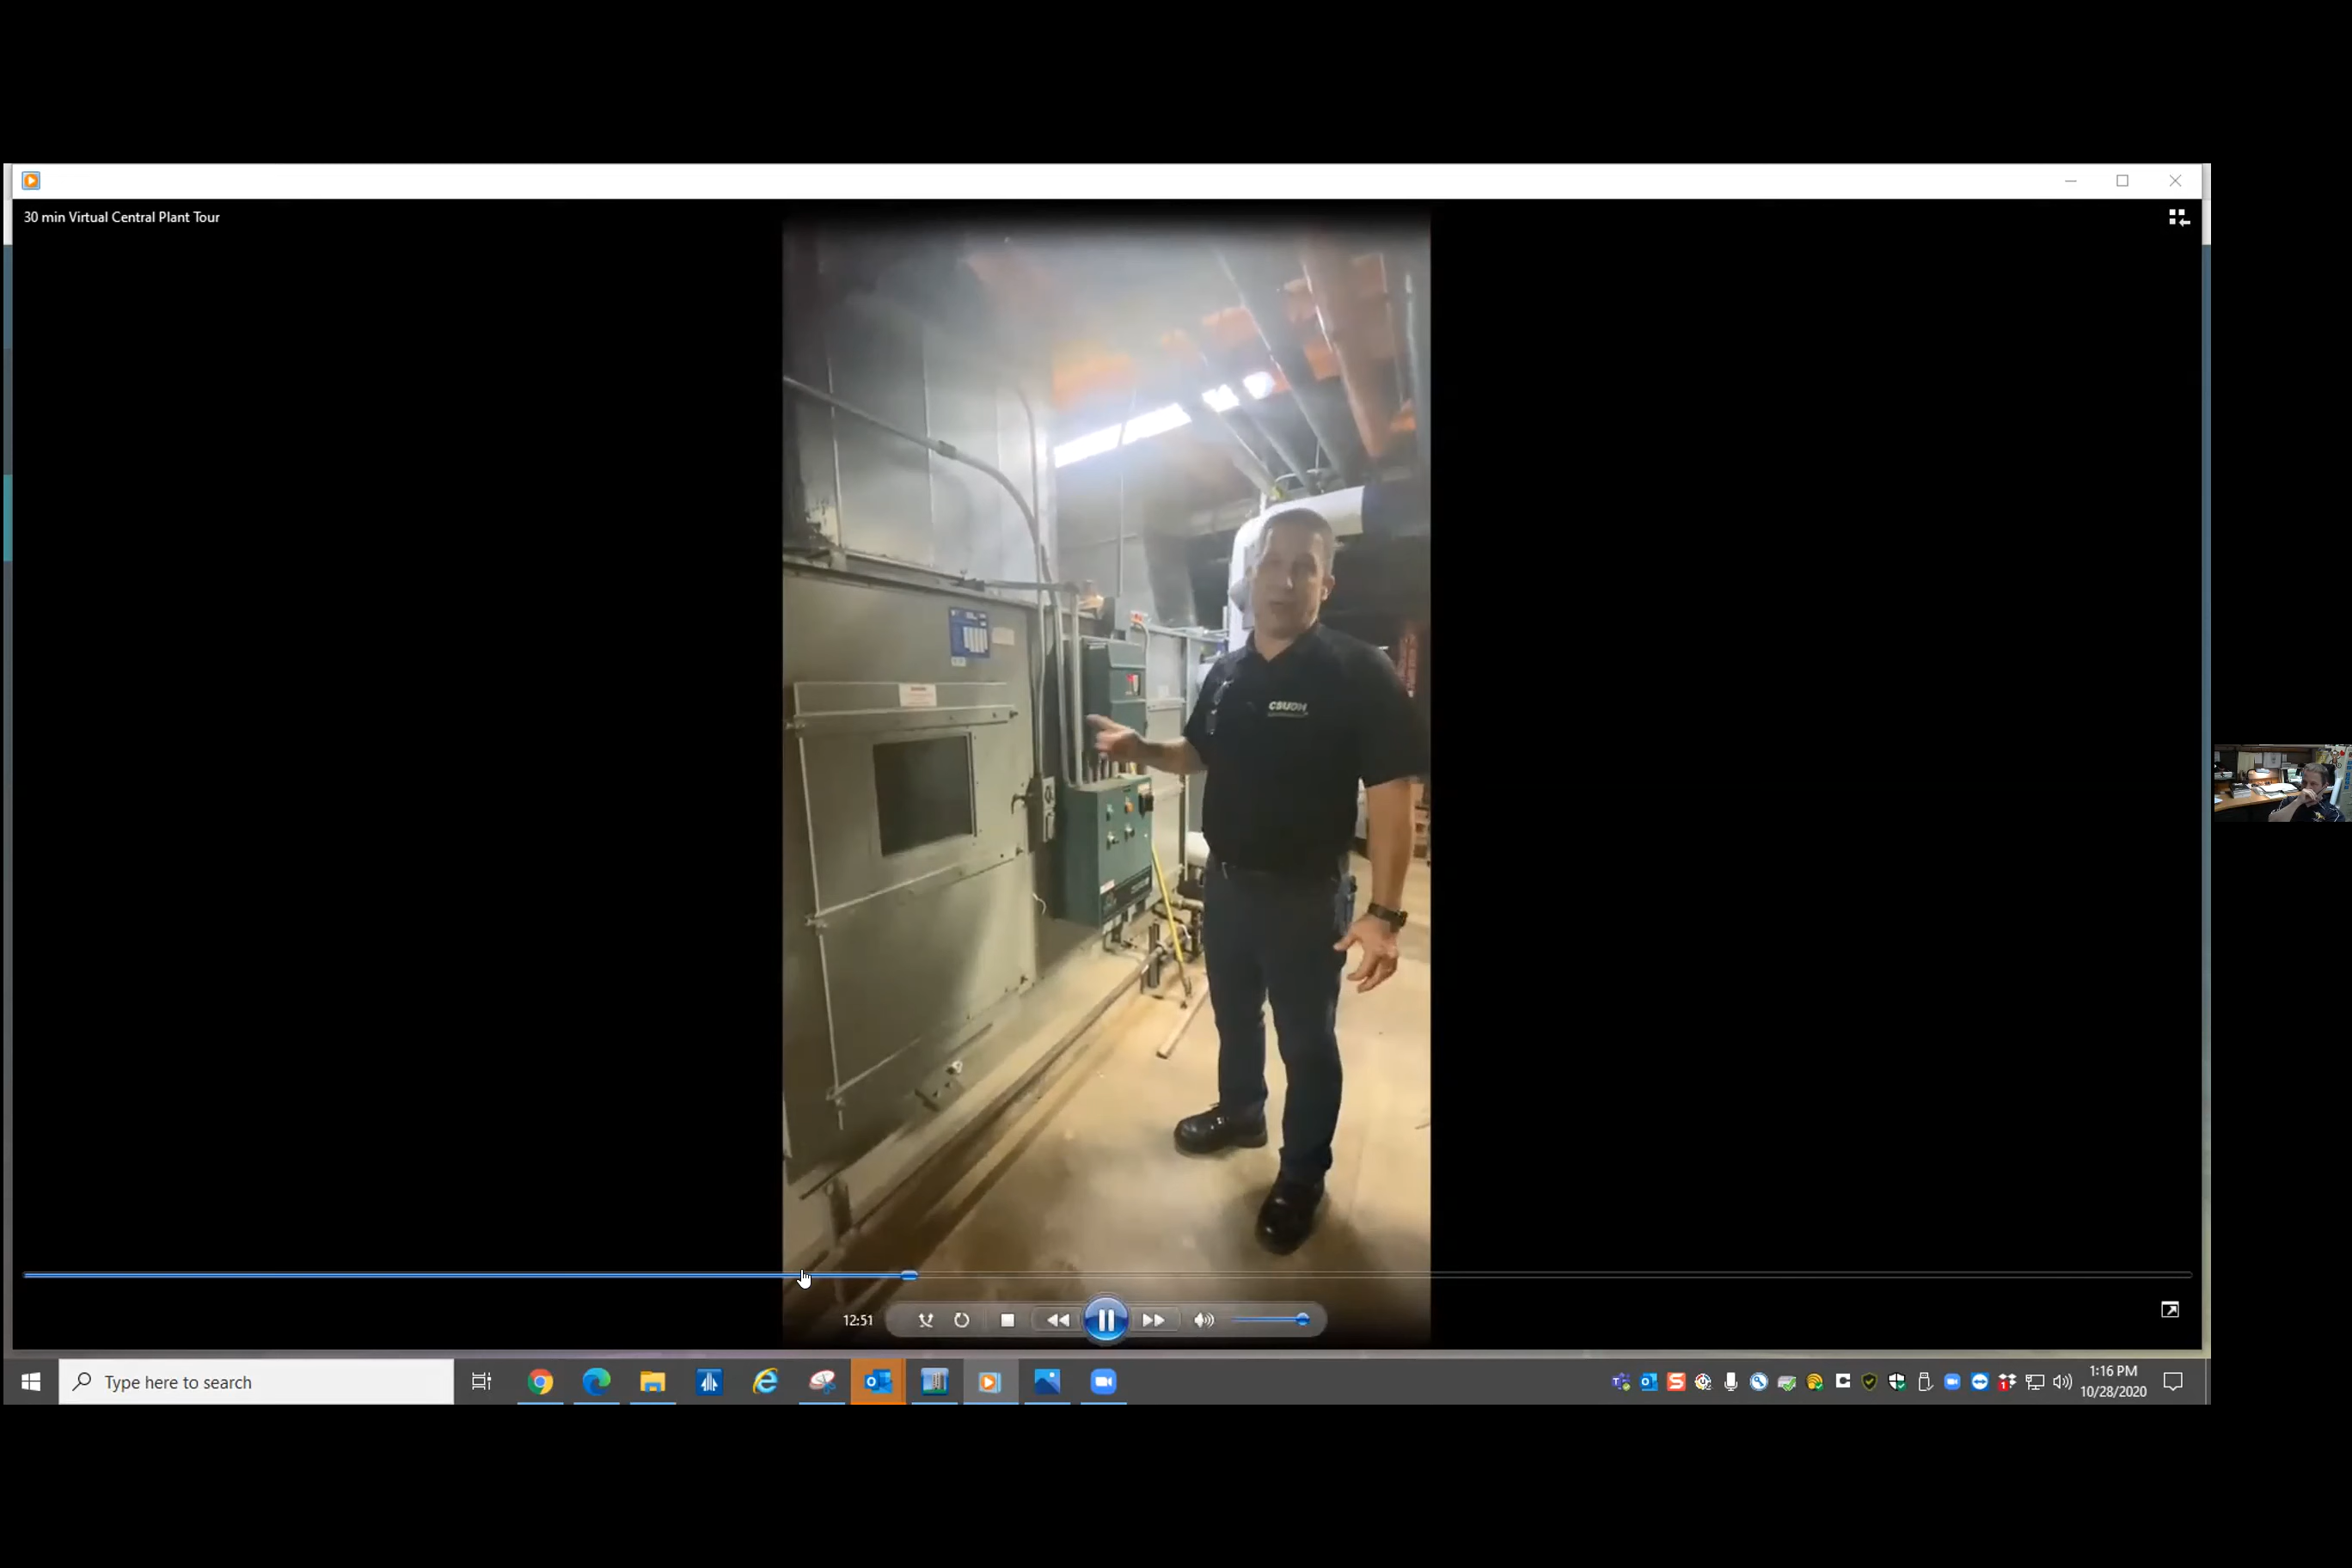 30 min Virtual Central Plant Tour
CSUDH
12:51
Type here to search
1:16 PM
10/28/2020